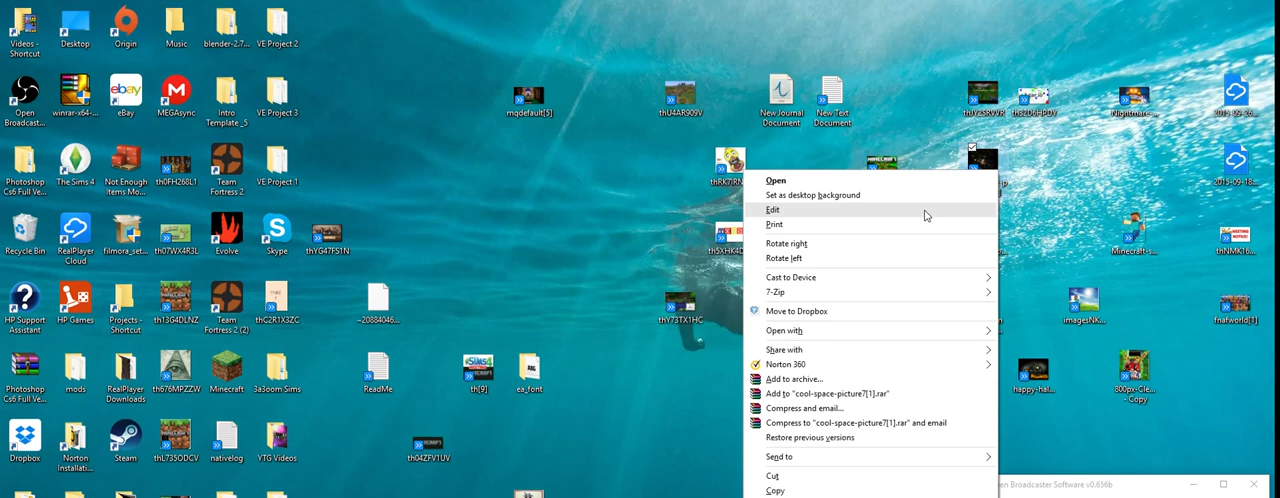 Videos -
Shortcut
Desktop
Origin
Music
blender-2.7...
VE Project 2
Open
Broadcast...
winrar-x64-...
eBay
MEGAsync
Intro
Template_5
VE Project 3
mqdefault[5]
thU4AR909V
New Journal
Document
New Text
Document
th32D6HPDY
Nightmare-...
2015-09-26...
Photoshop
Cs6 Full Ve...
The Sims 4
Not Enough
Items Mo...
th0FH268L1
Team
Fortress 2
VE Project 1
2015-09-18...
Recycle Bin
RealPlayer
Cloud
filmora_set...
th07WX4R3L
Evolve
Skype
thYG47FS1N
Minecraft-s...
thNMK16...
HP Support
Assistant
HP Games
Projects -
Shortcut
th13G4DLNZ
Team
Fortress 2 (2)
thC2R1X3ZC
~20884046...
thY73TX1HC
imagesNK...
fnafworld[1]
Photoshop
Cs6 Full Ve...
mods
RealPlayer
Downloads
th676MPZZW
Minecraft
3a3oom Sims
ReadMe
th[9]
ea_font
happy-hal...
800px-Cle...
- Copy
Dropbox
Norton
Installati...
Steam
thL735ODCV
nativelog
YTG Videos
th04ZFV1UV
Open
Set as desktop background
Edit
Print
Rotate right
Rotate left
Cast to Device
7-Zip
Move to Dropbox
Open with
Share with
Norton 360
Add to archive...
Add to "cool-space-picture7[1].rar"
Compress and email...
Compress to "cool-space-picture7[1].rar" and email
Restore previous versions
Send to
Cut
Copy
Broadcaster Software v0.656b